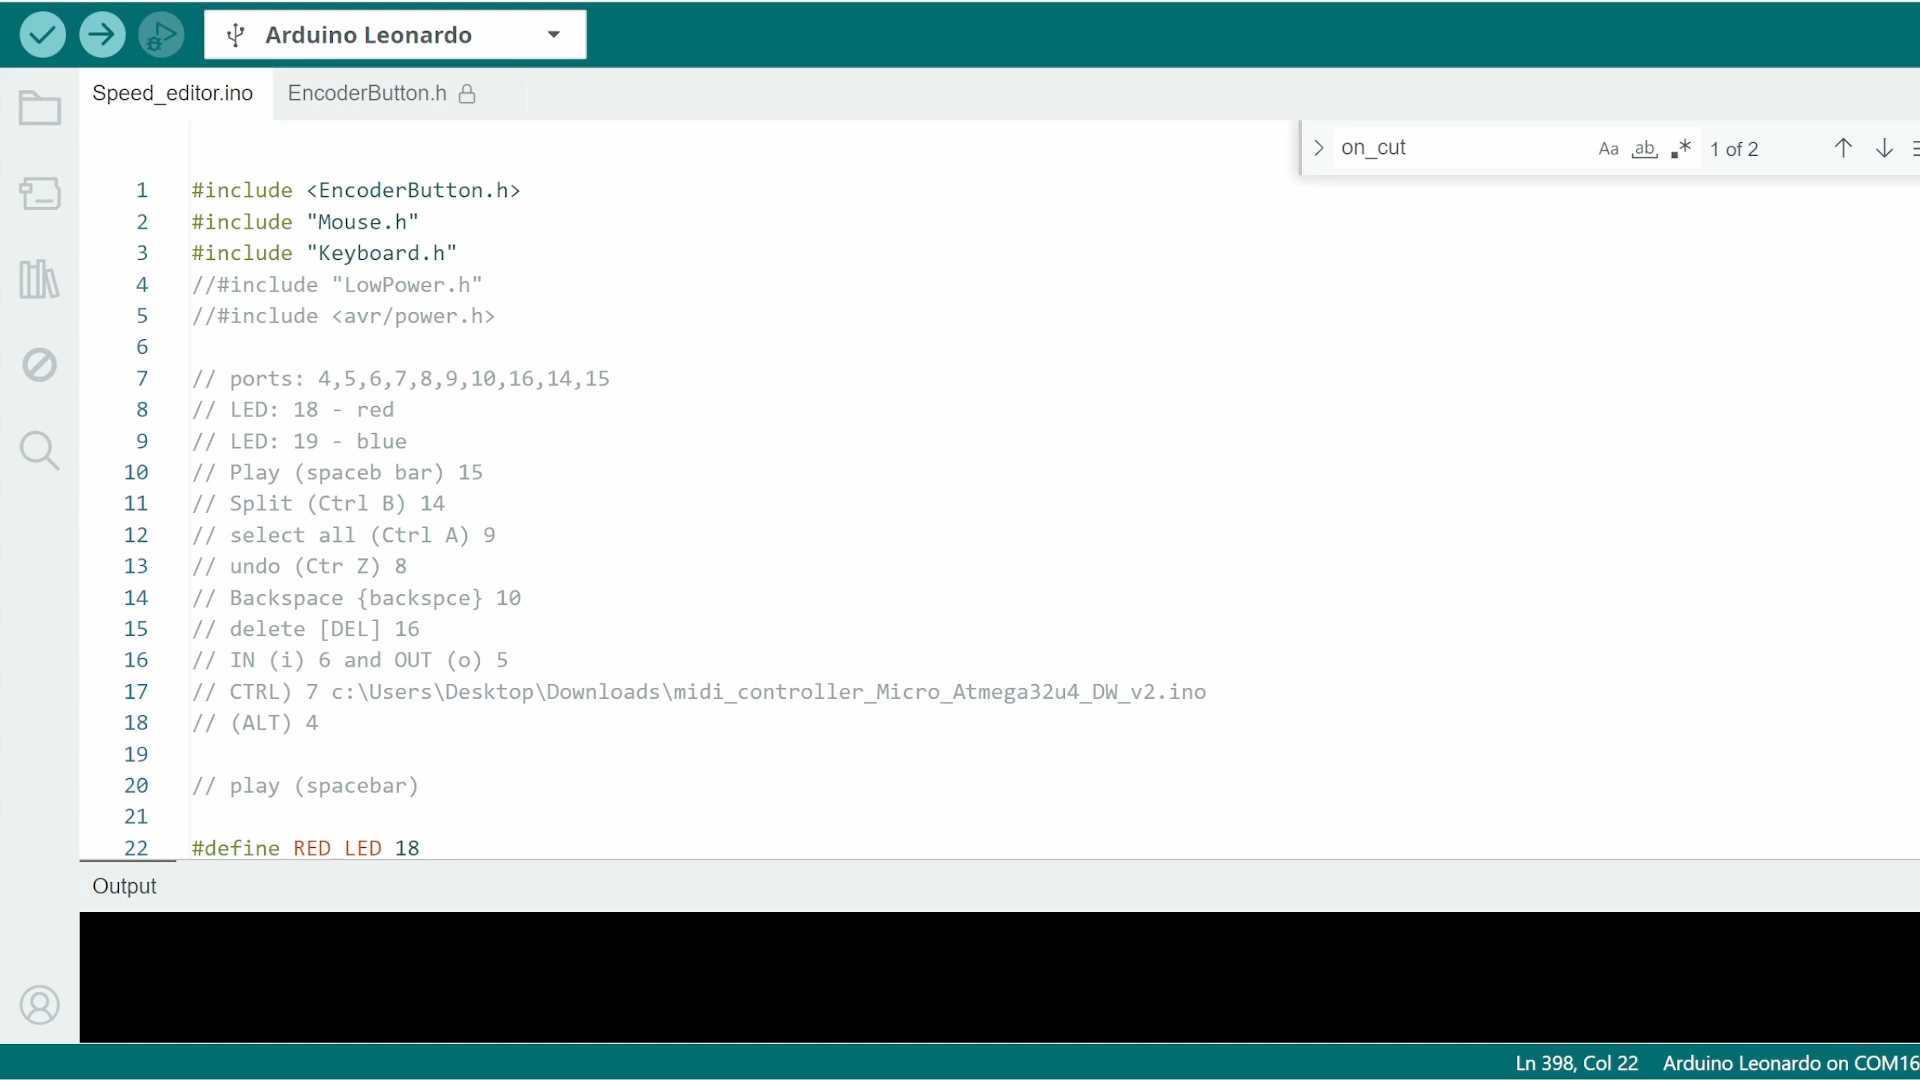 Arduino Leonardo
Speed_editor.ino EncoderButton.h
on_cut Aa ab .* 1 of 2
1 #include <EncoderButton.h>
2 #include "Mouse.h"
3 #include "Keyboard.h"
4 //#include "LowPower.h"
5 //#include <avr/power.h>
6
7 // ports: 4,5,6,7,8,9,10,16,14,15
8 // LED: 18 - red
9 // LED: 19 - blue
10 // Play (spaceb bar) 15
11 // Split (Ctrl B) 14
12 // select all (Ctrl A) 9
13 // undo (Ctr Z) 8
14 // Backspace {backspce} 10
15 // delete [DEL] 16
16 // IN (i) 6 and OUT (o) 5
17 // CTRL) 7 c:\Users\Desktop\Downloads\midi_controller_Micro_Atmega32u4_DW_v2.ino
18 // (ALT) 4
19
20 // play (spacebar)
21
22 #define RED_LED 18
Output
Ln 398, Col 22 Arduino Leonardo on COM16